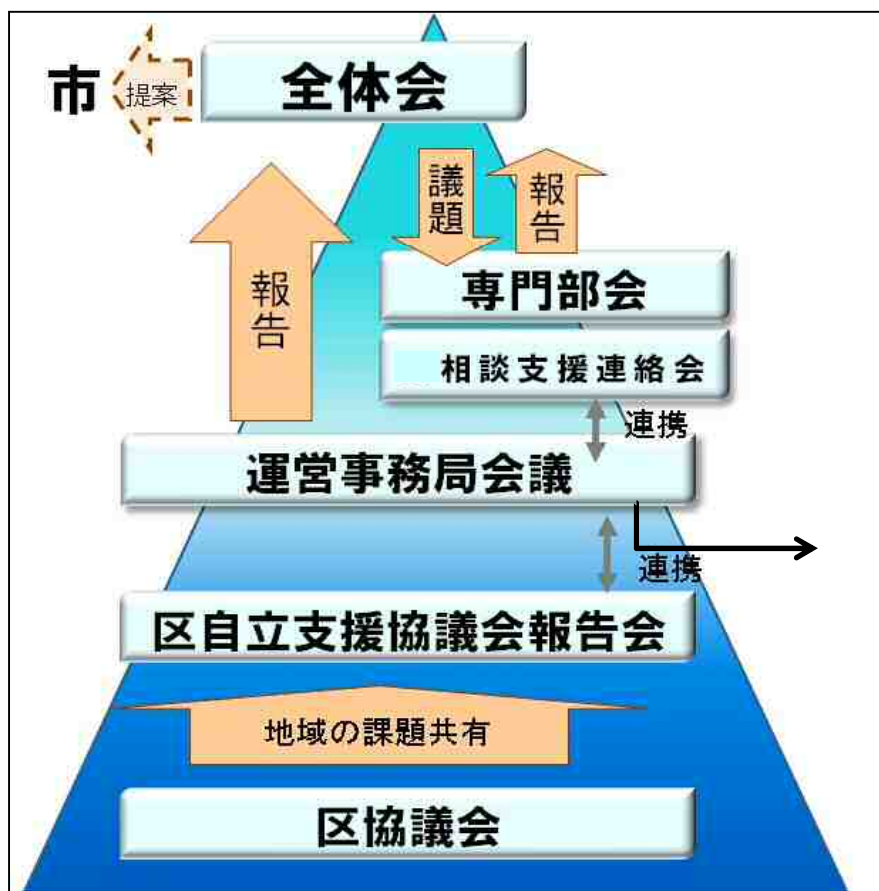 全体会
市
提案
議題
報告
報告
専門部会
相談支援連絡会
連携
運営事務局会議
連携
区自立支援協議会報告会
地域の課題共有
区協議会